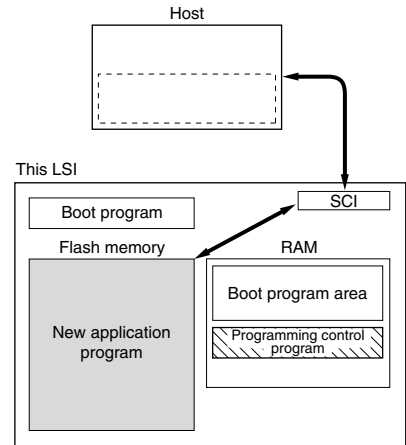 Host
This LSI
SCI
Boot program
Flash memory
RAM
Boot program area
New application
program
Programming control
program